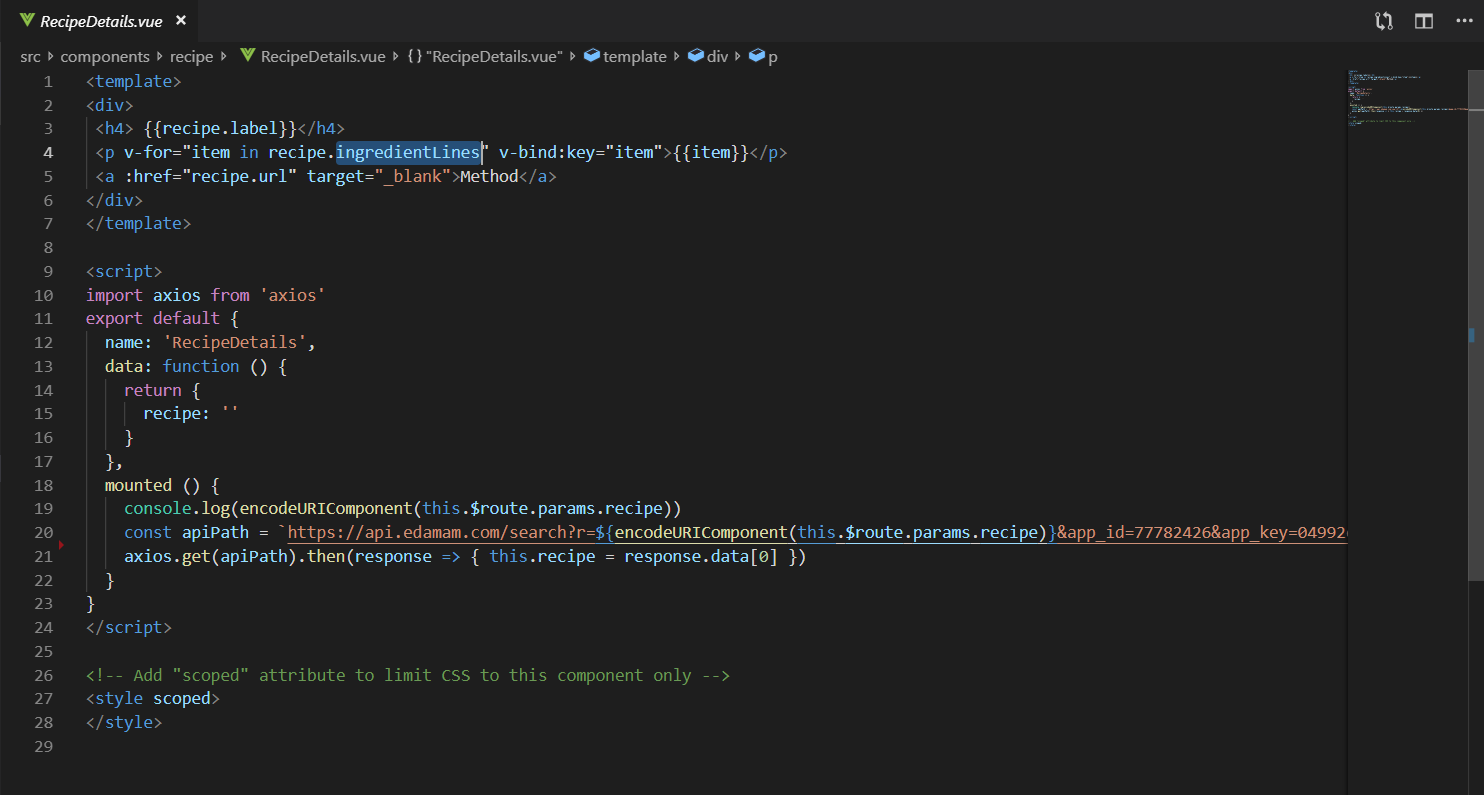 RecipeDetails.vue ×
src components recipe RecipeDetails.vue {} "RecipeDetails.vue" template div p
1 <template>
2 <div>
3 <h4> {{recipe.label}}</h4>
4 <p v-for="item in recipe.ingredientLines" v-bind:key="item">{{item}}</p>
5 <a :href="recipe.url" target="_blank">Method</a>
6 </div>
7 </template>
8
9 <script>
10 import axios from 'axios'
11 export default {
12 name: 'RecipeDetails',
13 data: function () {
14 return {
15 recipe: ''
16 }
17 },
18 mounted () {
19 console.log(encodeURIComponent(this.$route.params.recipe))
20 const apiPath = `https://api.edamam.com/search?r=${encodeURIComponent(this.$route.params.recipe)}&app_id=77782426&app_key=04992
21 axios.get(apiPath).then(response => { this.recipe = response.data[0] })
22 }
23 }
24 </script>
25
26 <!-- Add "scoped" attribute to limit CSS to this component only -->
27 <style scoped>
28 </style>
29